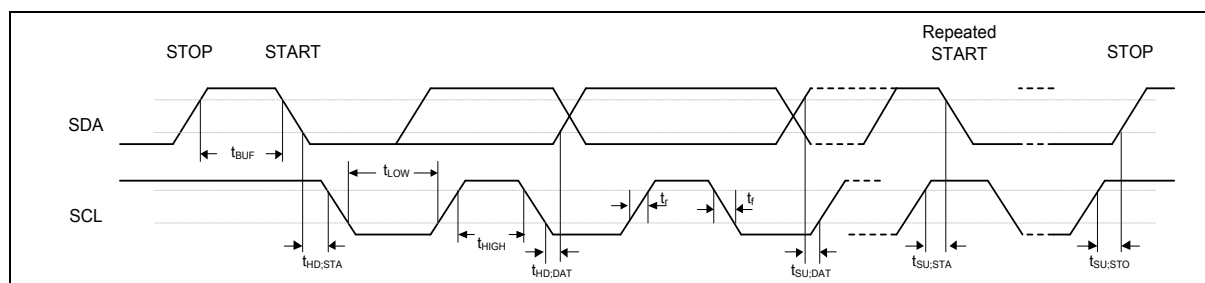 Repeated
STOP START START STOP
SDA
tBUF
tLOW
SCL
tr tf
tHIGH
tHD;STA tHD;DAT tSU;DAT tSU;STA tSU;STO